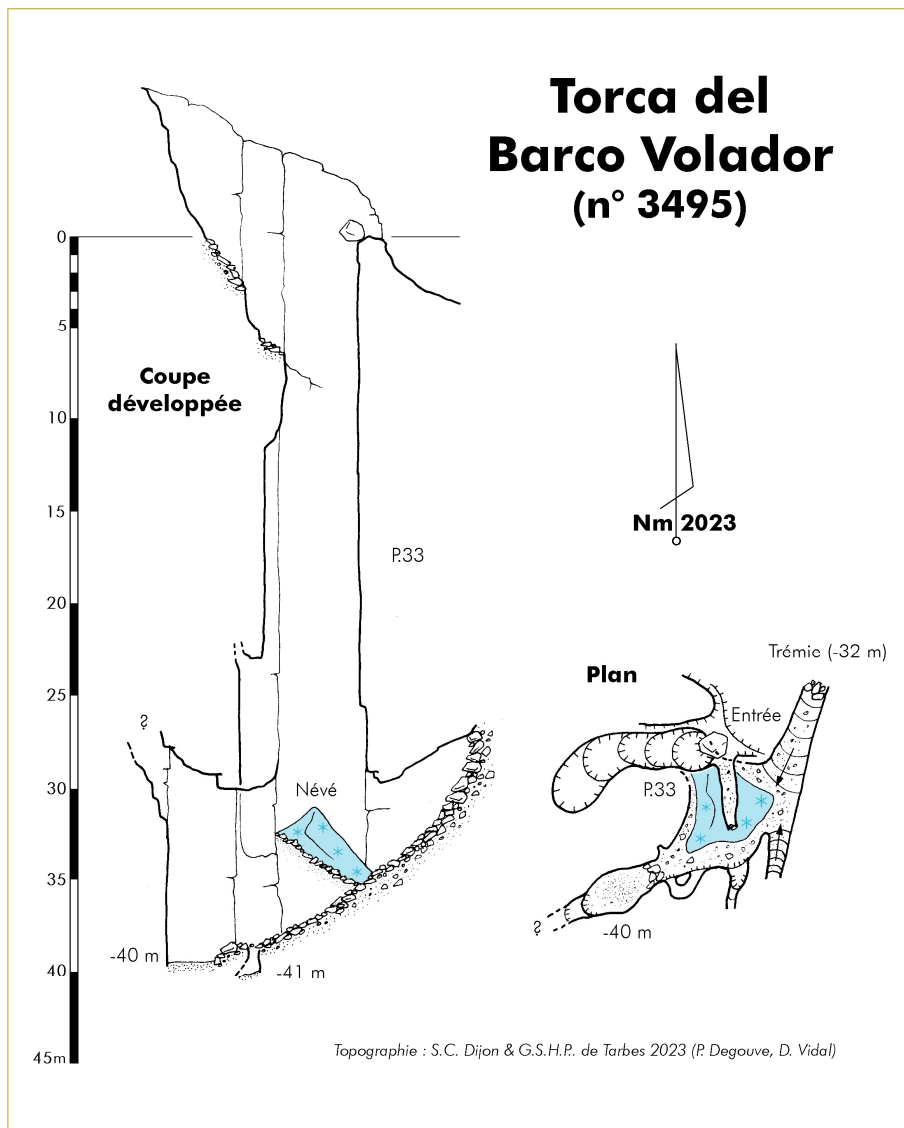 Torca del
Barco Volador
(n° 3495)
0
5
10
15
20
25
30
35
40
45m
Coupe
développée
P.33
Nm 2023
?
Névé
-40 m
-41 m
Plan
Trémie (-32 m)
Entrée
P.33
?
-40 m
Topographie : S.C. Dijon & G.S.H.P.. de Tarbes 2023 (P. Degouve, D. Vidal)